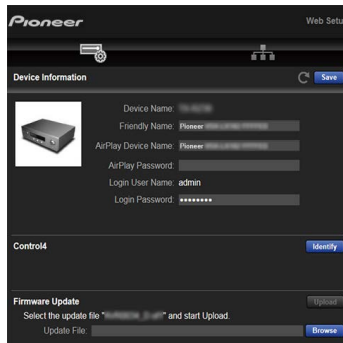 Pioneer
Web Setu
Device Information
Save
Device Name:
Friendly Name: Pioneer
AirPlay Device Name: Pioneer
AirPlay Password:
Login User Name: admin
Login Password: ••••••••
Control4
Identify
Firmware Update
Upload
Select the update file " " and start Upload.
Update File:
Browse